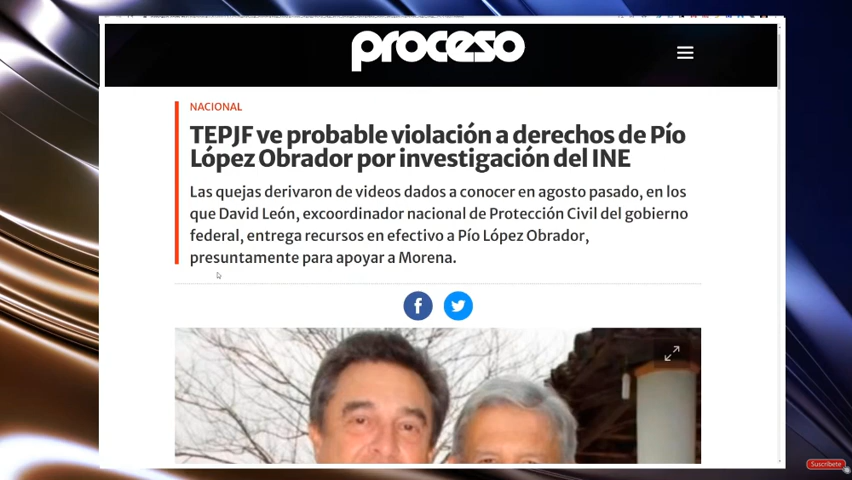 proceso
NACIONAL
TEPJF ve probable violación a derechos de Pío
López Obrador por investigación del INE
Las quejas derivaron de videos dados a conocer en agosto pasado, en los
que David León, excoordinador nacional de Protección Civil del gobierno
federal, entrega recursos en efectivo a Pío López Obrador,
presuntamente para apoyar a Morena.
Suscríbete